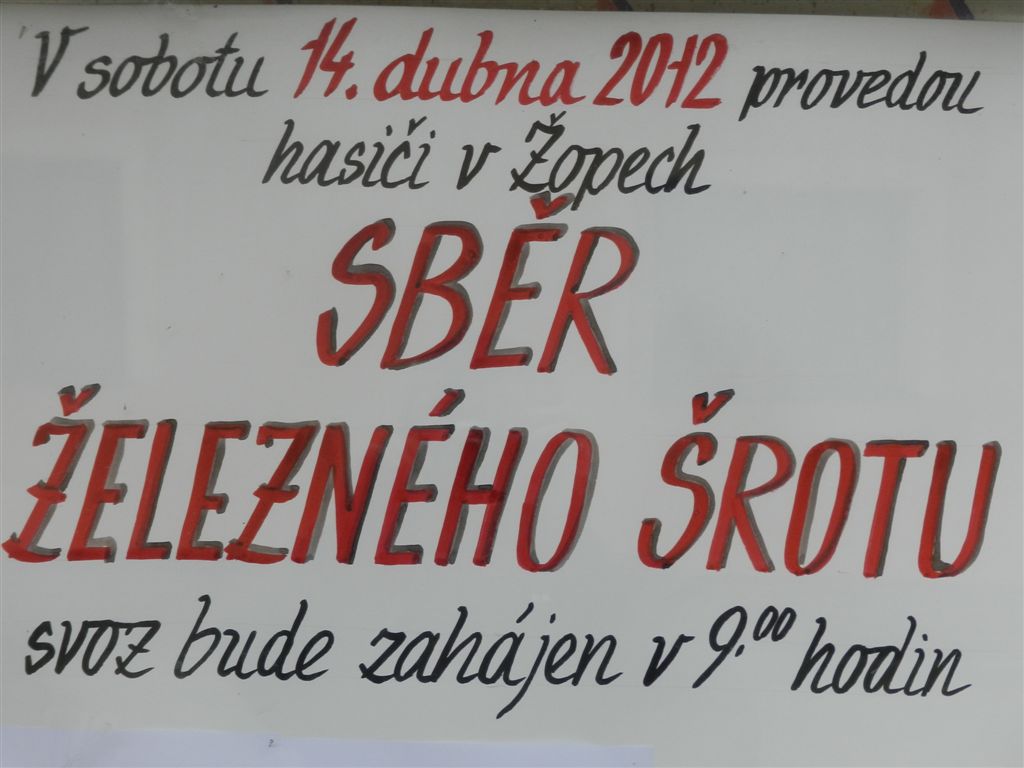 V sobotu 14. dubna 2012 provedou
hasiči v Žopech
SBĚR
ŽELEZNÉHO ŠROTU
svoz bude zahájen v 9.00 hodin